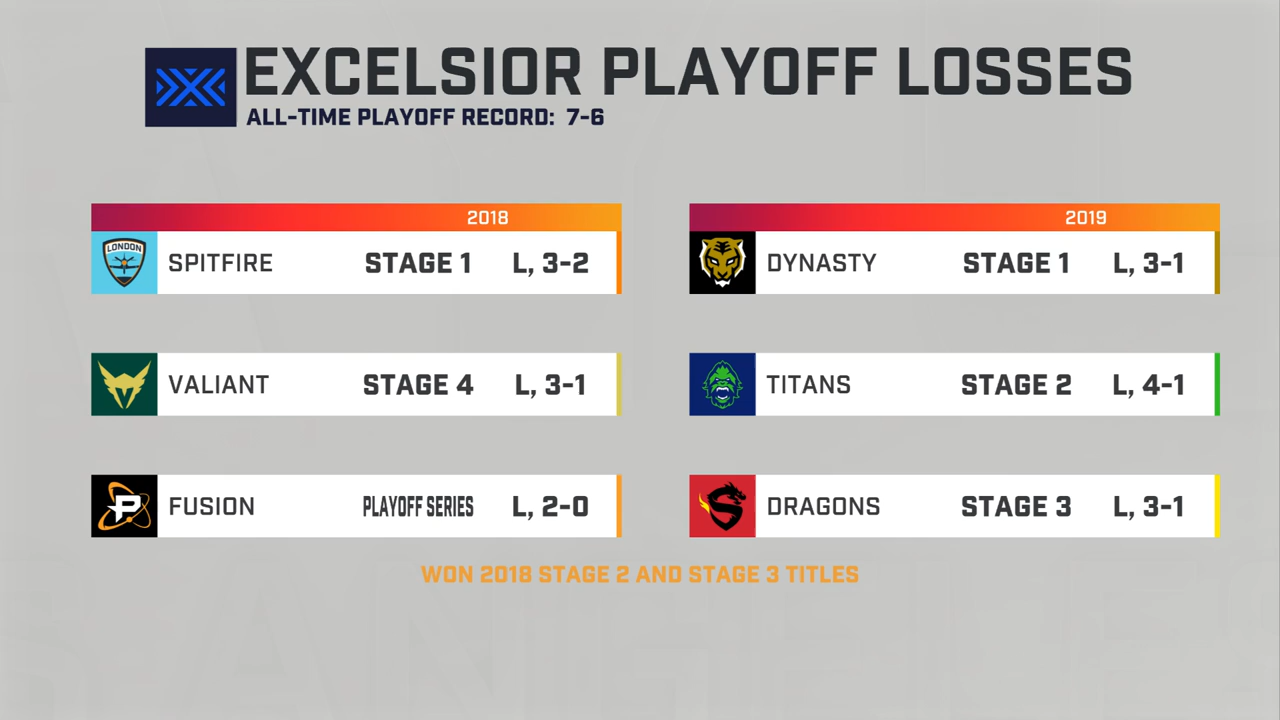 EXCELSIOR PLAYOFF LOSSES
ALL-TIME PLAYOFF RECORD: 7-6
2018
LONDON
SPITFIRE STAGE 1 L, 3-2
VALIANT STAGE 4 L, 3-1
FUSION PLAYOFF SERIES L, 2-0
2019
DYNASTY STAGE 1 L, 3-1
TITANS STAGE 2 L, 4-1
DRAGONS STAGE 3 L, 3-1
WON 2018 STAGE 2 AND STAGE 3 TITLES